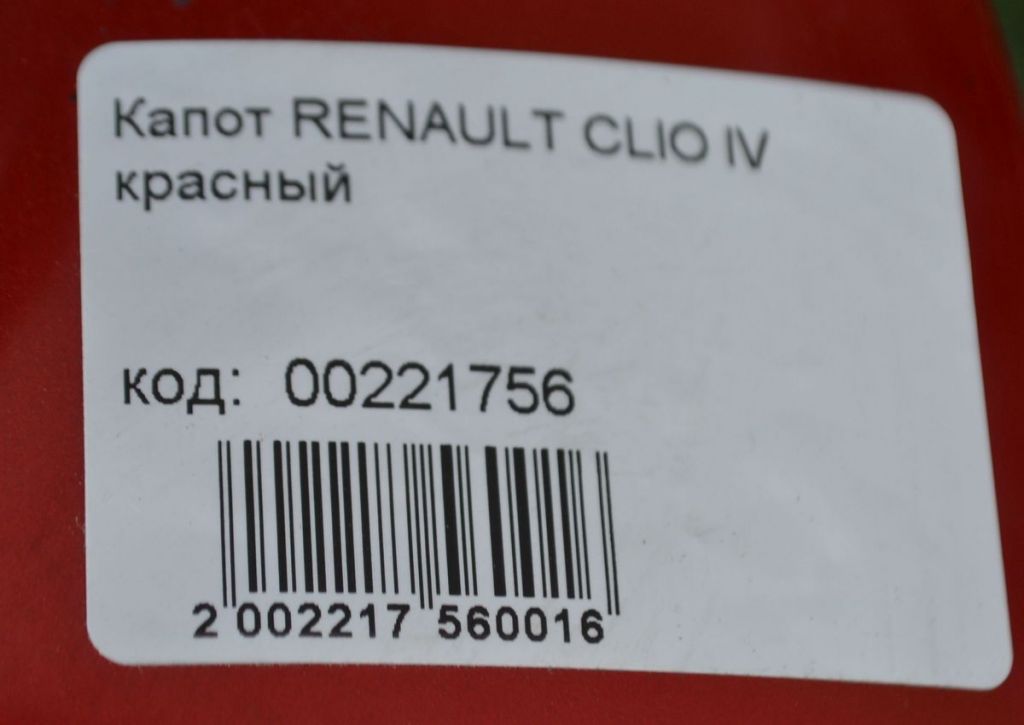 Капот RENAULT CLIO IV
красный
код: 00221756
2 002217 560016